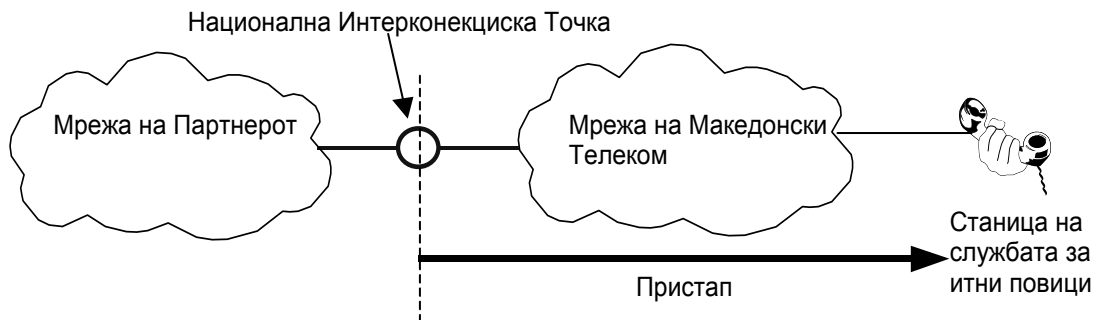 Национална Интерконекциска Точка
Мрежа на Партнерот
Мрежа на Македонски
Телеком
Станица на
службата за
итни повици
Пристап